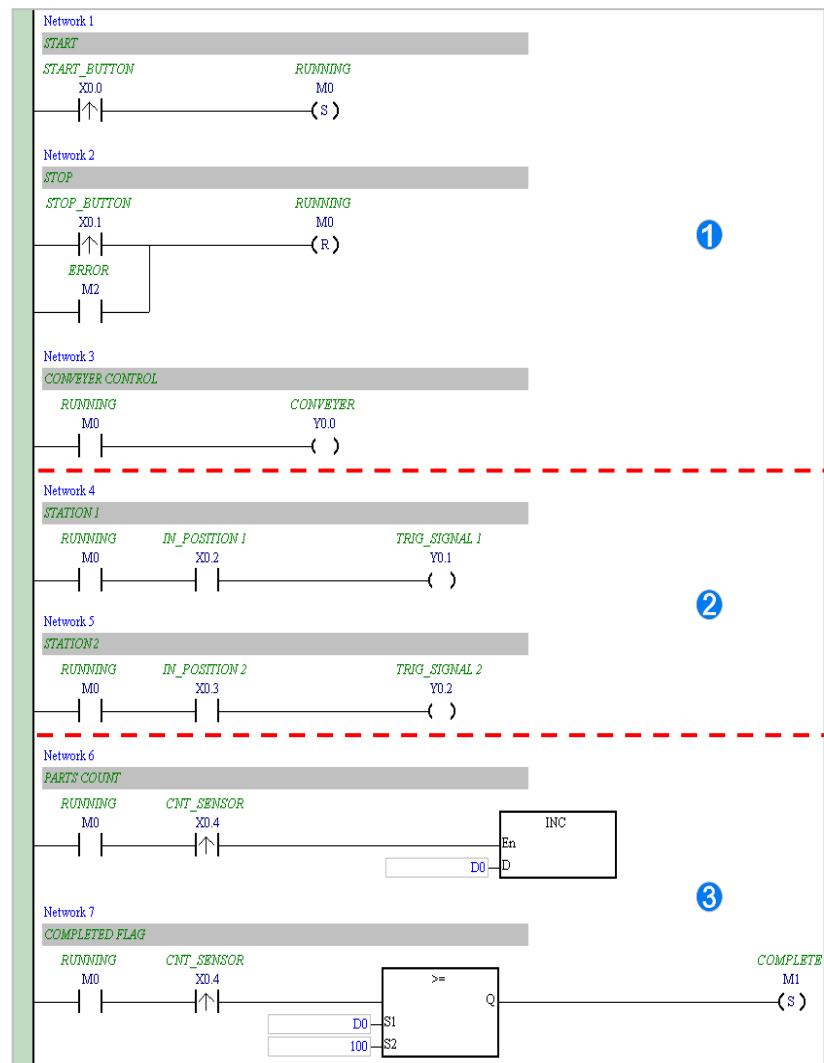 Network 1
START
START_BUTTON RUNNING
X0.0 M0
S
Network 2
STOP
STOP_BUTTON RUNNING
X0.1 M0
R
1
ERROR
M2
Network 3
CONVEYER CONTROL
RUNNING CONVEYER
M0 Y0.0
Network 4
STATION 1
RUNNING IN_POSITION 1 TRIG_SIGNAL 1
M0 X0.2 Y0.1
2
Network 5
STATION 2
RUNNING IN_POSITION 2 TRIG_SIGNAL 2
M0 X0.3 Y0.2
Network 6
PARTS COUNT
RUNNING CNT_SENSOR
M0 X0.4 INC
En
D0 D
3
Network 7
COMPLETED FLAG
RUNNING CNT_SENSOR COMPLETE
M0 X0.4 >= M1
Q S
D0 S1
100 S2